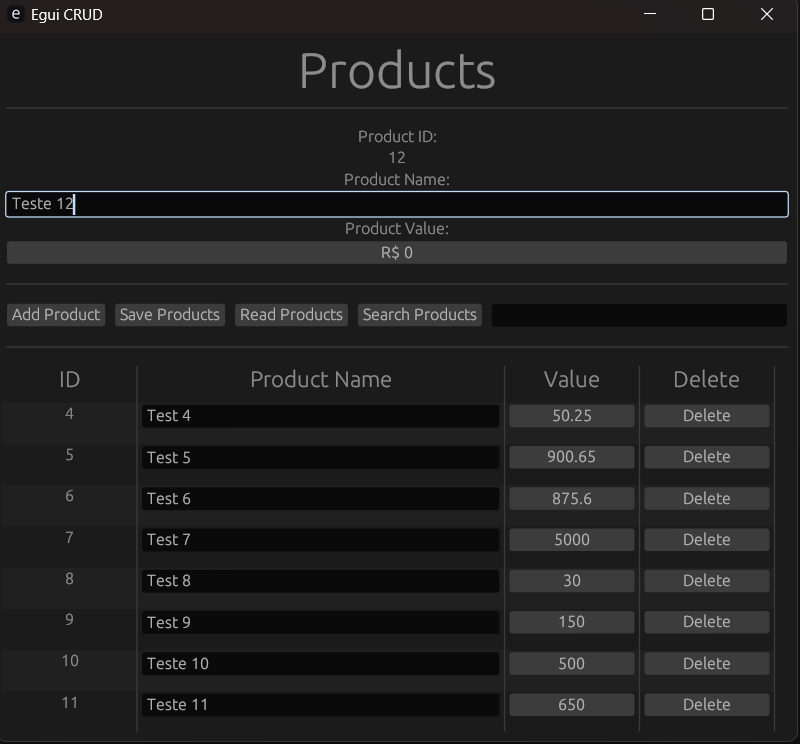 e Egui CRUD
Products
Product ID:
12
Product Name:
Teste 12
Product Value:
R$ 0
Add Product Save Products Read Products Search Products
ID Product Name Value Delete
4 Test 4 50.25 Delete
5 Test 5 900.65 Delete
6 Test 6 875.6 Delete
7 Test 7 5000 Delete
8 Test 8 30 Delete
9 Test 9 150 Delete
10 Teste 10 500 Delete
11 Teste 11 650 Delete